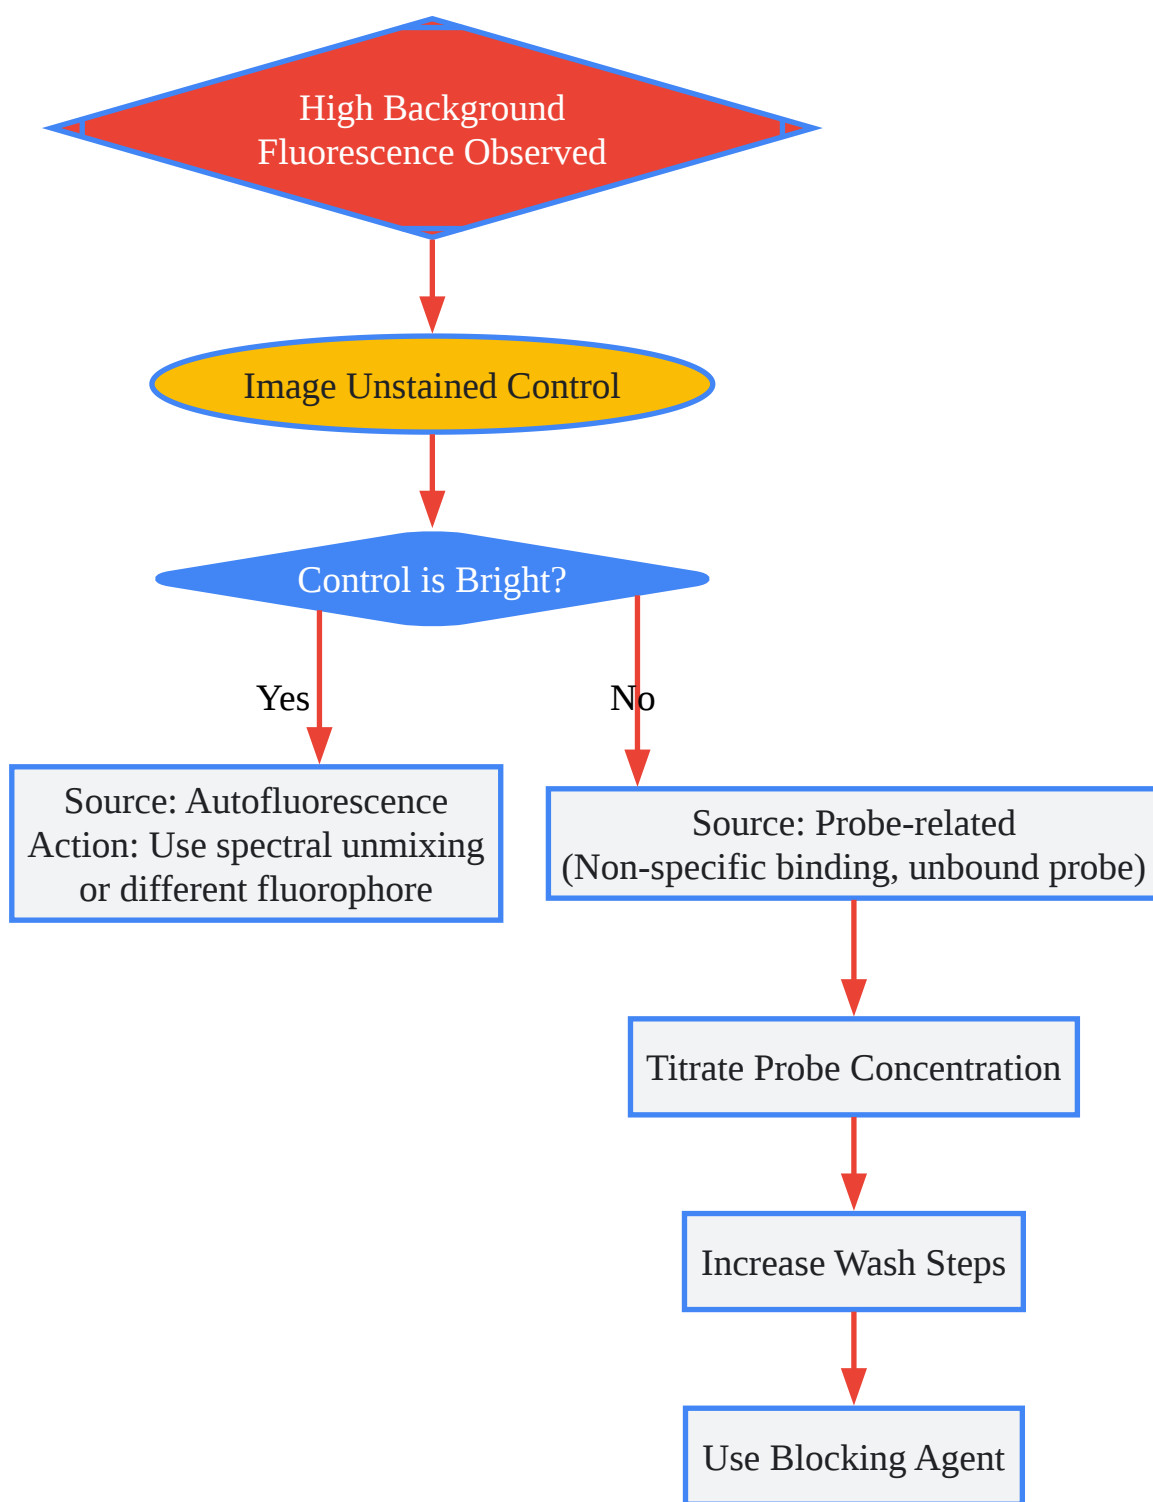 High Background
Fluorescence Observed
Image Unstained Control
Control is Bright?
Yes
No
Source: Autofluorescence
Action: Use spectral unmixing
or different fluorophore
Source: Probe-related
(Non-specific binding, unbound probe)
Titrate Probe Concentration
Increase Wash Steps
Use Blocking Agent